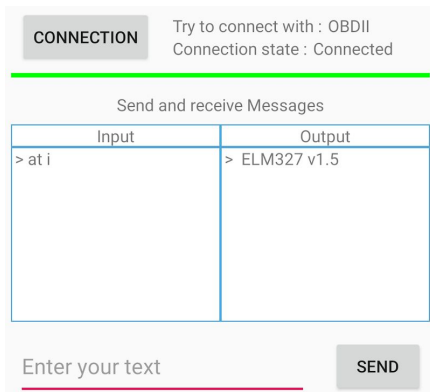 CONNECTION
Try to connect with : OBDII
Connection state : Connected
Send and receive Messages
Input
Output
> at i
> ELM327 v1.5
Enter your text
SEND